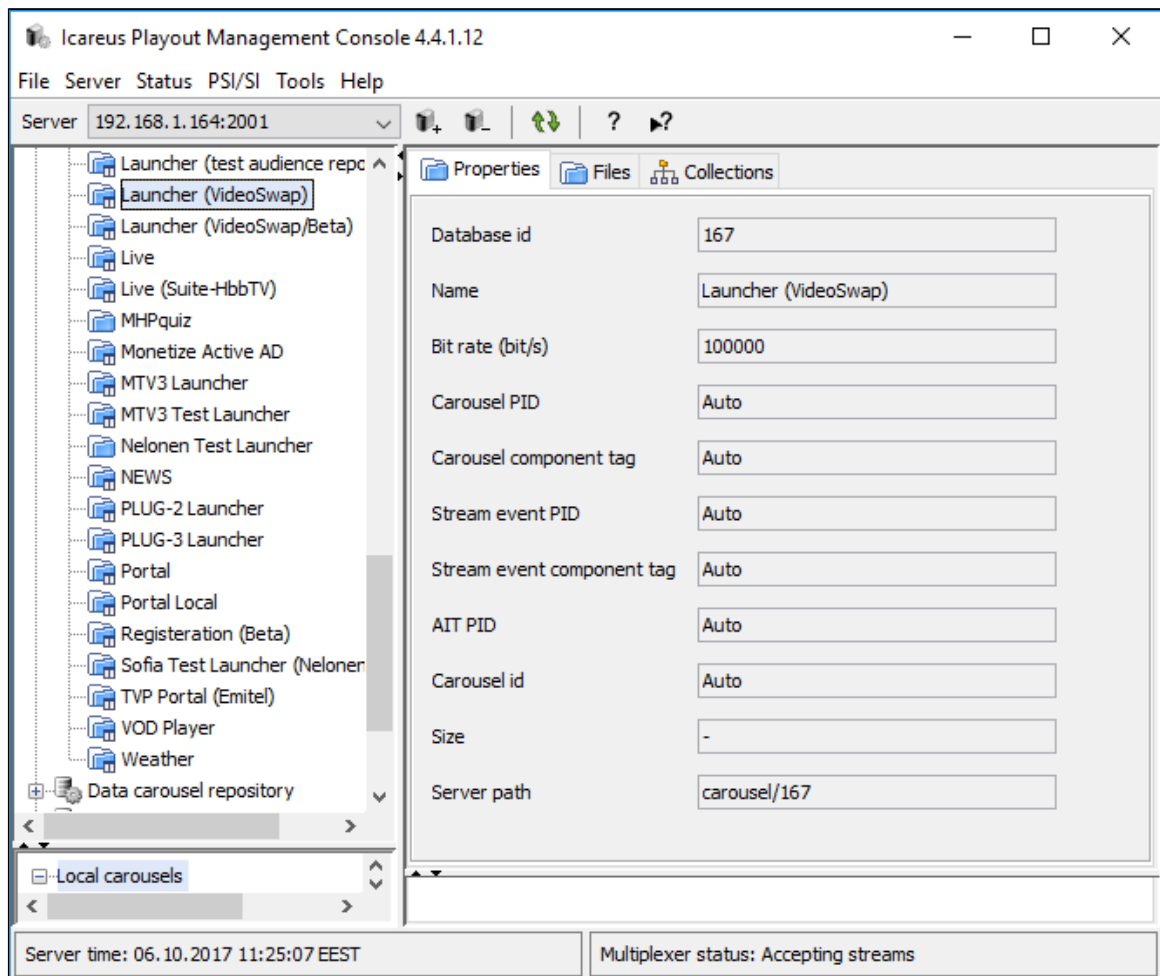 Icareus Playout Management Console 4.4.1.12
File Server Status PSI/SI Tools Help
Server 192.168.1.164:2001 ? ?
Launcher (test audience repo
Launcher (VideoSwap)
Launcher (VideoSwap/Beta)
Live
Live (Suite-HbbTV)
MHPquiz
Monetize Active AD
MTV3 Launcher
MTV3 Test Launcher
Nelonen Test Launcher
NEWS
PLUG-2 Launcher
PLUG-3 Launcher
Portal
Portal Local
Registeration (Beta)
Sofia Test Launcher (Nelonen
TVP Portal (Emitel)
VOD Player
Weather
Data carousel repository
Local carousels
Properties Files Collections
Database id 167
Name Launcher (VideoSwap)
Bit rate (bit/s) 100000
Carousel PID Auto
Carousel component tag Auto
Stream event PID Auto
Stream event component tag Auto
AIT PID Auto
Carousel id Auto
Size -
Server path carousel/167
Server time: 06.10.2017 11:25:07 EEST
Multiplexer status: Accepting streams